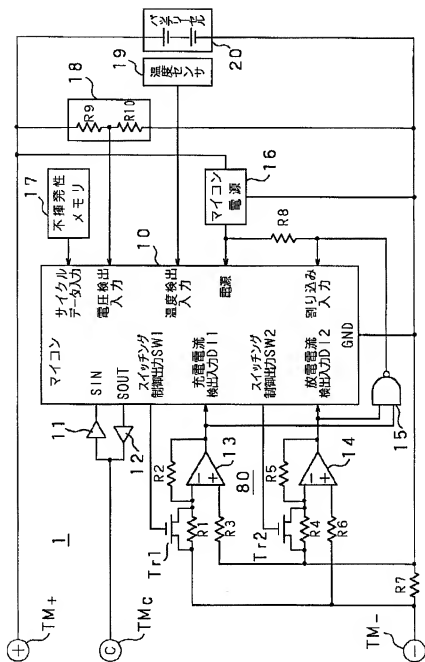 1
TM+
TMC
TM-
+
C
-
バッテリーセル
20
温度センサ
19
18
R9
R10
17
不揮発性
メモリ
16
マイコン
電源
R8
10
マイコン
サイクル
データ入力
電圧検出
入力
温度検出
入力
電源
割り込み
入力
GND
SIN
SOUT
スイッチング
制御出力SW1
充電電流
検出入力DI1
スイッチング
制御出力SW2
放電電流
検出入力DI2
11
12
13
14
15
80
Tr1
Tr2
R1
R2
R3
R4
R5
R6
R7